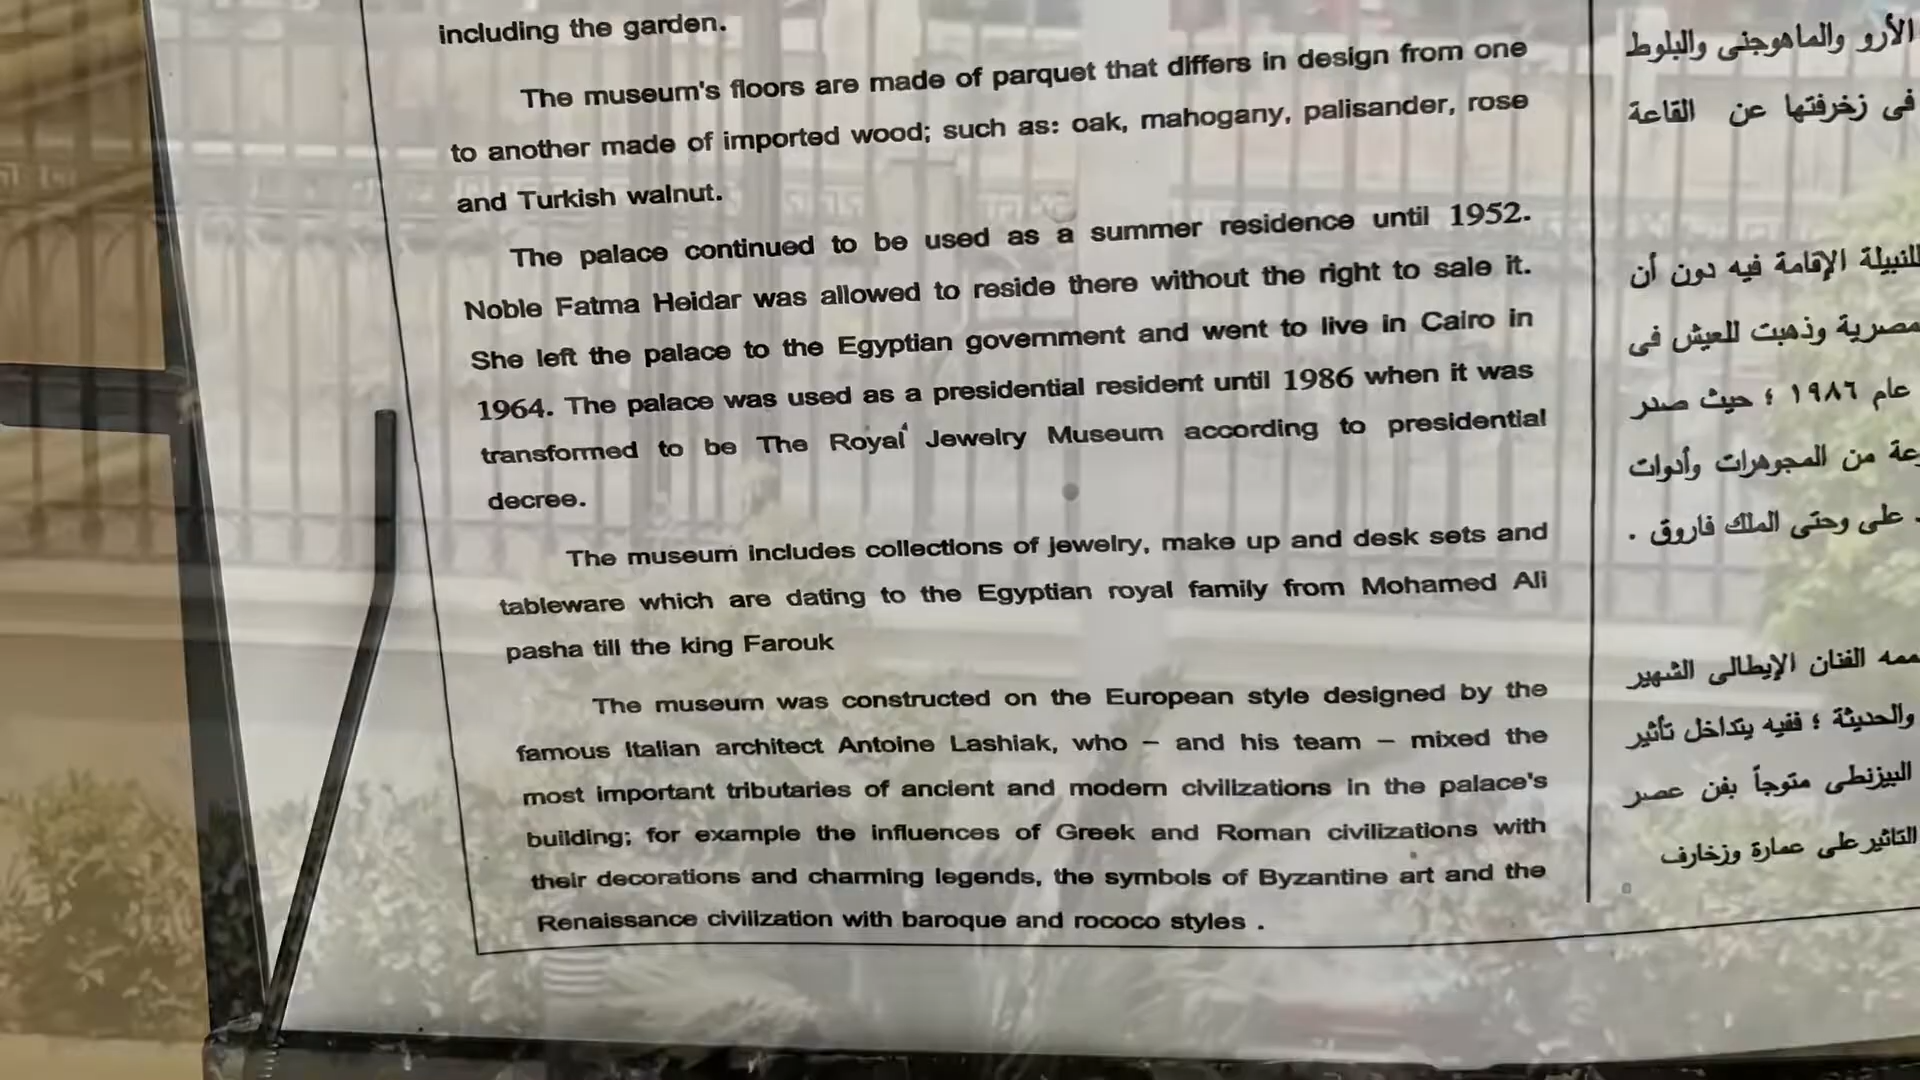 including the garden.
The museum's floors are made of parquet that differs in design from one
to another made of imported wood; such as: oak, mahogany, palisander, rose
and Turkish walnut.
The palace continued to be used as a summer residence until 1952.
Noble Fatma Heidar was allowed to reside there without the right to sale it.
She left the palace to the Egyptian government and went to live in Cairo in
1964. The palace was used as a presidential resident until 1986 when it was
transformed to be The Royal Jewelry Museum according to presidential
decree.
The museum includes collections of jewelry, make up and desk sets and
tableware which are dating to the Egyptian royal family from Mohamed Ali
pasha till the king Farouk
The museum was constructed on the European style designed by the
famous Italian architect Antoine Lashiak, who – and his team – mixed the
most important tributaries of ancient and modern civilizations in the palace's
building; for example the influences of Greek and Roman civilizations with
their decorations and charming legends, the symbols of Byzantine art and the
Renaissance civilization with baroque and rococo styles .
الأرو والماهوجنى والبلوط
فى زخرفتها عن القاعة
للنبيلة الإقامة فيه دون أن
وذهبت للعيش فى
عام ١٩٨٦ ؛ حيث صدر
من المجوهرات وأدوات
على وحتى الملك فاروق .
الفنان الإيطالى الشهير
والحديثة ؛ ففيه يتداخل تأثير
البيزنطى متوجاً بفن عصر
التاثير على عمارة وزخارف